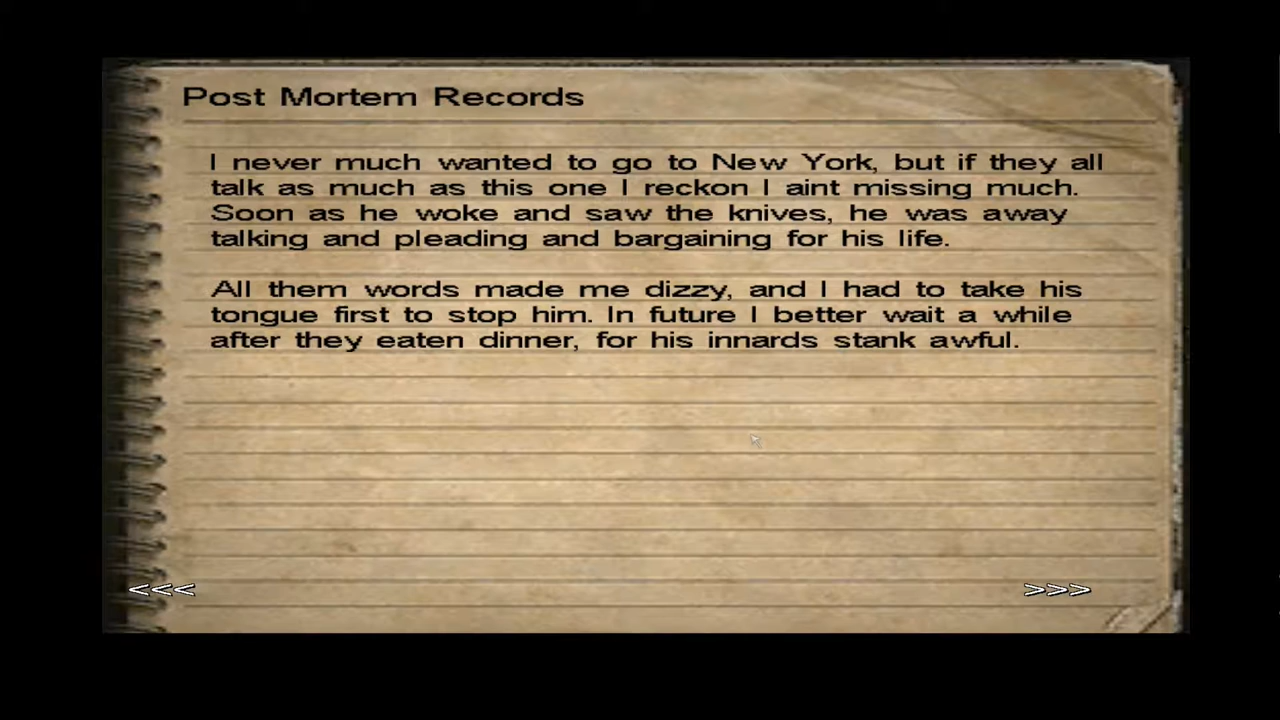 Post Mortem Records
I never much wanted to go to New York, but if they all
talk as much as this one I reckon I aint missing much.
Soon as he woke and saw the knives, he was away
talking and pleading and bargaining for his life.
All them words made me dizzy, and I had to take his
tongue first to stop him. In future I better wait a while
after they eaten dinner, for his innards stank awful.
<<< >>>